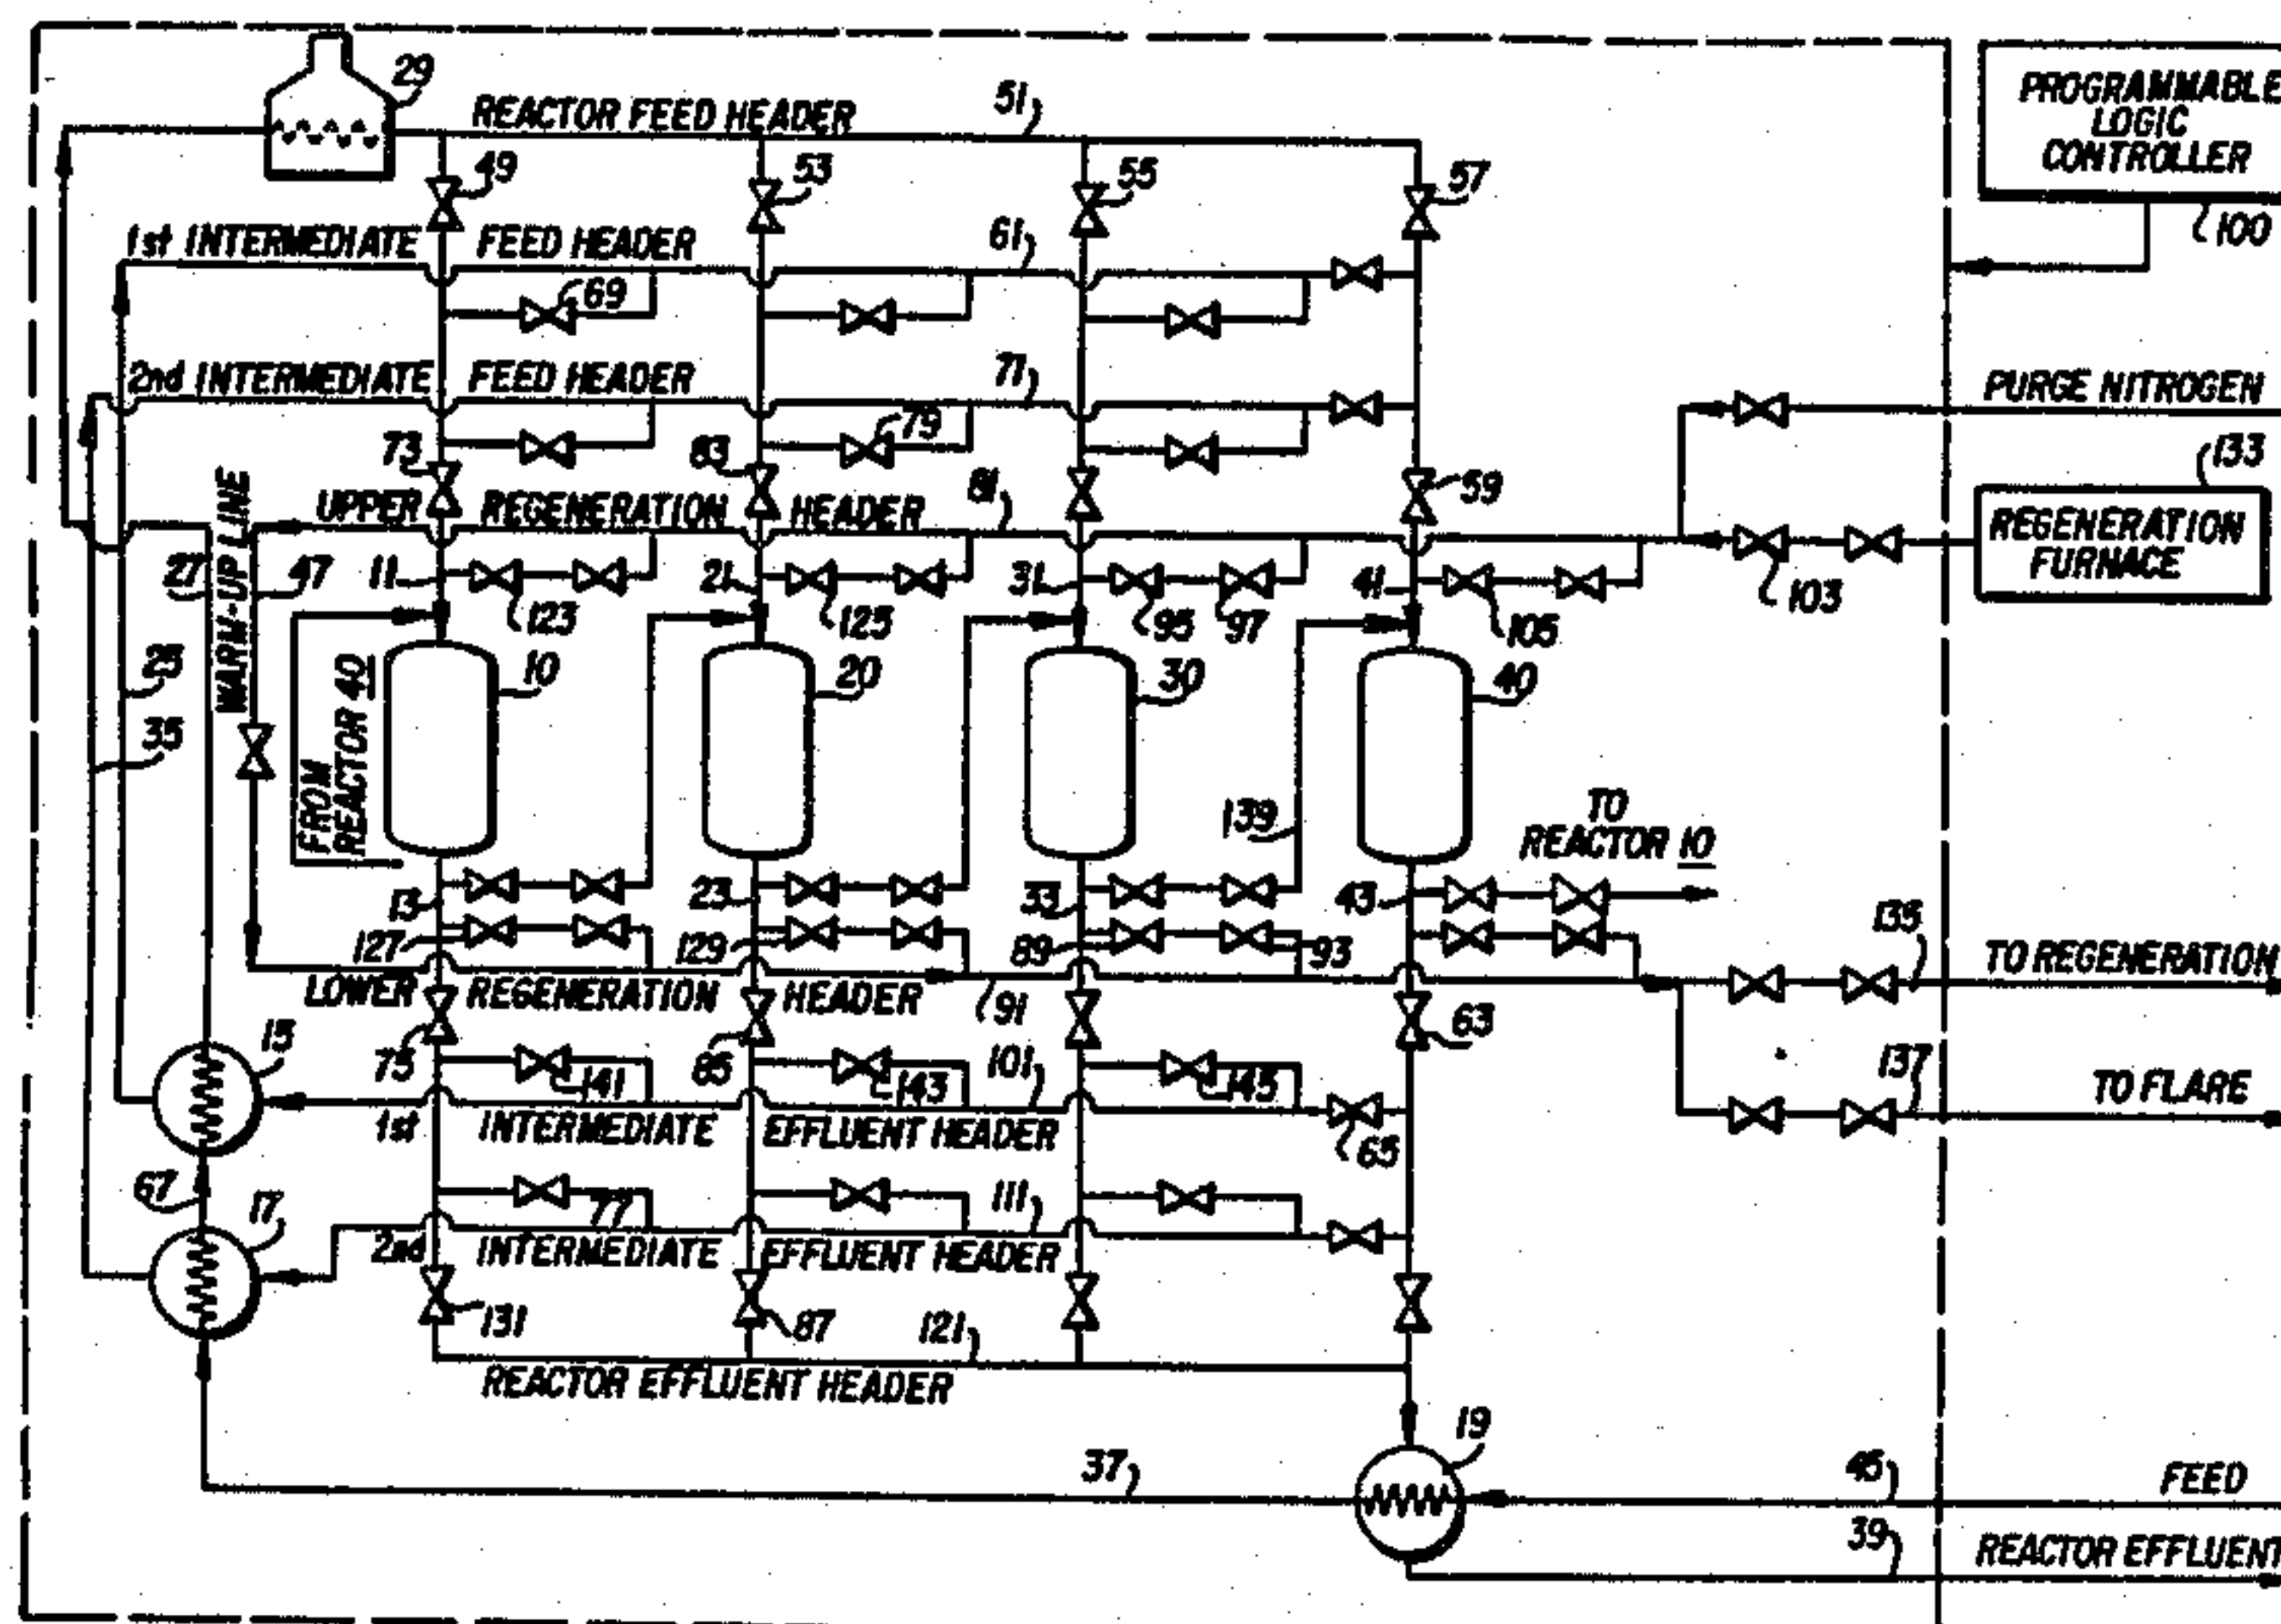 29
REACTOR FEED HEADER
51
PROGRAMMABLE
LOGIC
CONTROLLER
100
49
53
55
57
1st INTERMEDIATE FEED HEADER
61
69
2nd INTERMEDIATE FEED HEADER
71
PURGE NITROGEN
73
83
79
59
133
WARM-UP LINE
UPPER REGENERATION HEADER
81
REGENERATION
FURNACE
103
27
47
11
21
31
41
123
125
95
97
105
25
35
FROM
REACTOR 40
10
20
30
40
139
TO
REACTOR 10
13
23
33
43
127
129
89
93
135
TO REGENERATION
LOWER REGENERATION HEADER
91
63
15
75
85
141
143
101
145
137
TO FLARE
1st INTERMEDIATE EFFLUENT HEADER
65
67
17
77
111
2nd INTERMEDIATE EFFLUENT HEADER
131
87
121
REACTOR EFFLUENT HEADER
19
37
45
FEED
39
REACTOR EFFLUENT